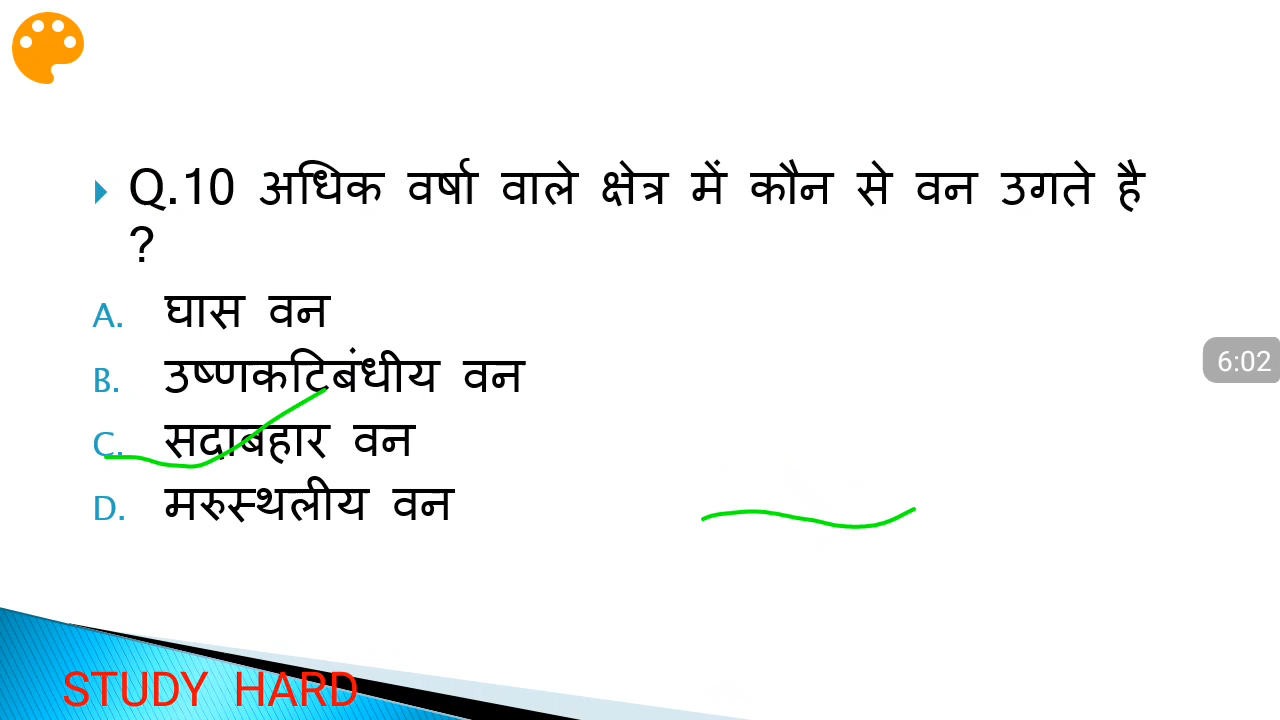 Q.10 अधिक वर्षा वाले क्षेत्र में कौन से वन उगते है
?
A. घास वन
B. उष्णकटिबंधीय वन
C. सदाबहार वन
D. मरुस्थलीय वन
6:02
STUDY HARD